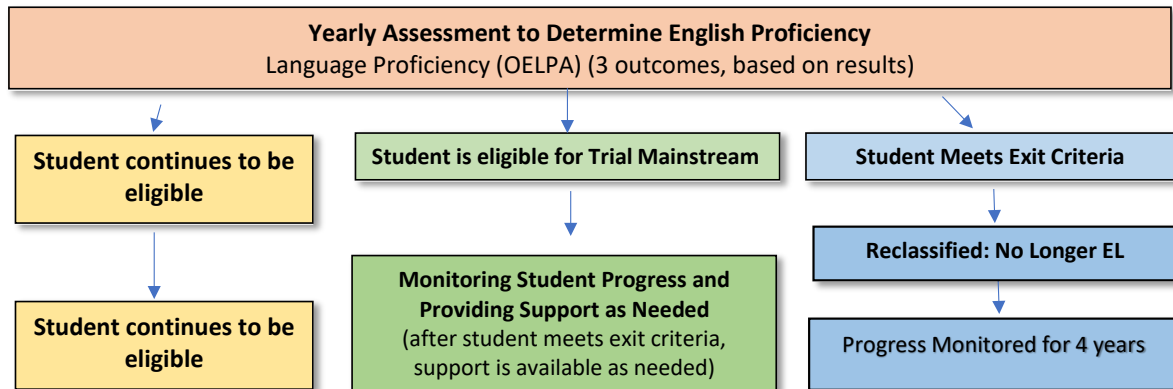 Yearly Assessment to Determine English Proficiency
Language Proficiency (OELPA) (3 outcomes, based on results)
Student continues to be
eligible
Student is eligible for Trial Mainstream
Student Meets Exit Criteria
Reclassified: No Longer EL
Monitoring Student Progress and
Providing Support as Needed
(after student meets exit criteria,
support is available as needed)
Student continues to be
eligible
Progress Monitored for 4 years